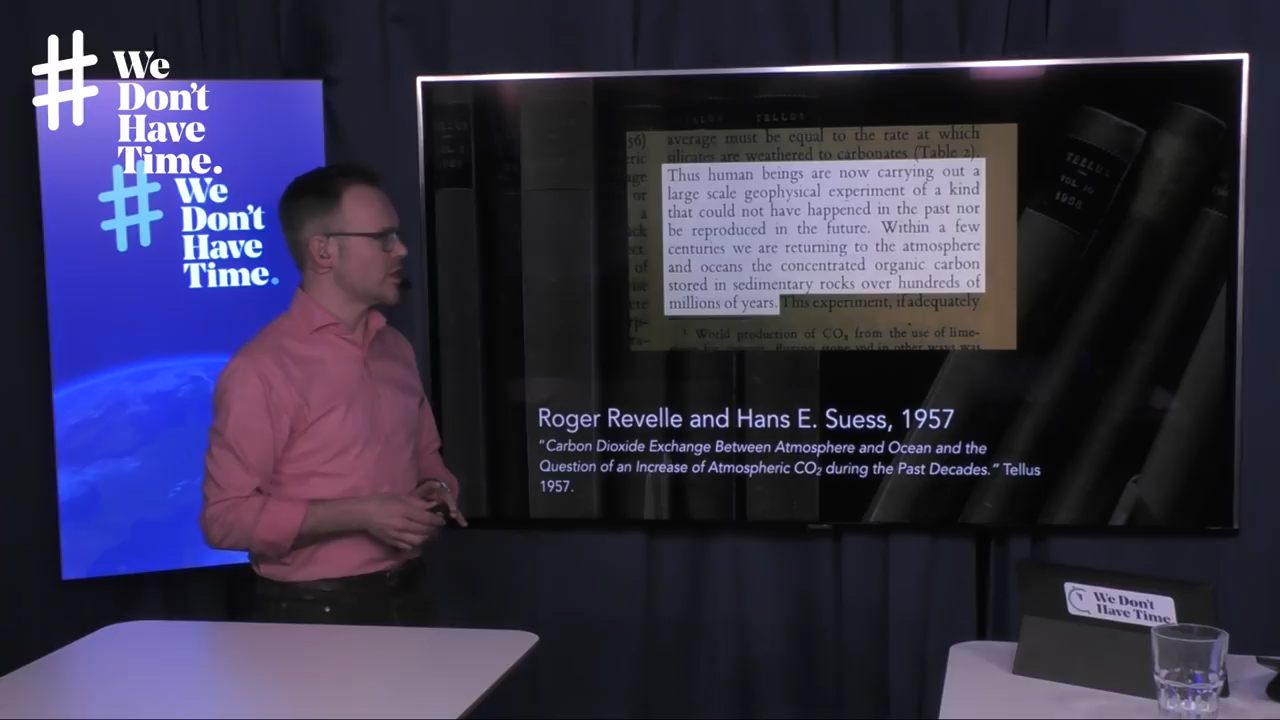 # We
Don't
Have
Time.
# We
Don't
Have
Time.
TELLUS
TELLUS
VOL 10
1958
56)
average must be equal to the rate at which
silicates are weathered to carbonates (Table 2).
Thus human beings are now carrying out a
large scale geophysical experiment of a kind
that could not have happened in the past nor
be reproduced in the future. Within a few
centuries we are returning to the atmosphere
and oceans the concentrated organic carbon
stored in sedimentary rocks over hundreds of
millions of years. This experiment, if adequately
¹ World production of CO₂ from the use of lime-
Roger Revelle and Hans E. Suess, 1957
"Carbon Dioxide Exchange Between Atmosphere and Ocean and the
Question of an Increase of Atmospheric CO₂ during the Past Decades." Tellus
1957.
We Don't
Have Time.